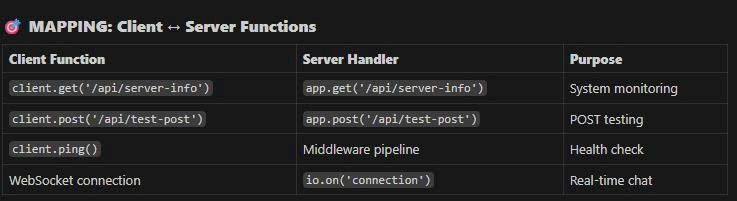 🎯 MAPPING: Client ↔ Server Functions
Client Function Server Handler Purpose
client.get('/api/server-info') app.get('/api/server-info') System monitoring
client.post('/api/test-post') app.post('/api/test-post') POST testing
client.ping() Middleware pipeline Health check
WebSocket connection io.on('connection') Real-time chat